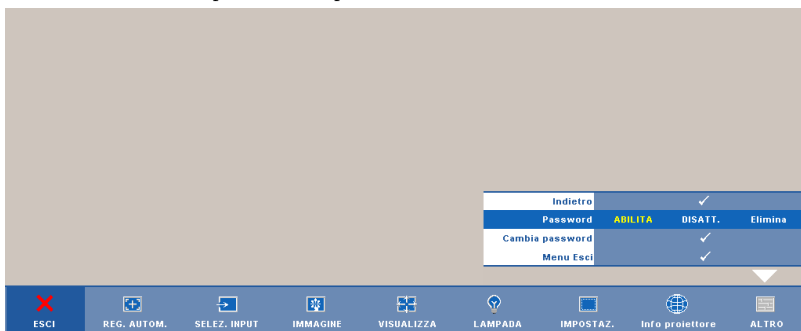 Indietro
Password ABILITA DISATT. Elimina
Cambia password
Menu Esci
ESCI REG. AUTOM. SELEZ. INPUT IMMAGINE VISUALIZZA LAMPADA IMPOSTAZ. Info proiettore ALTRO